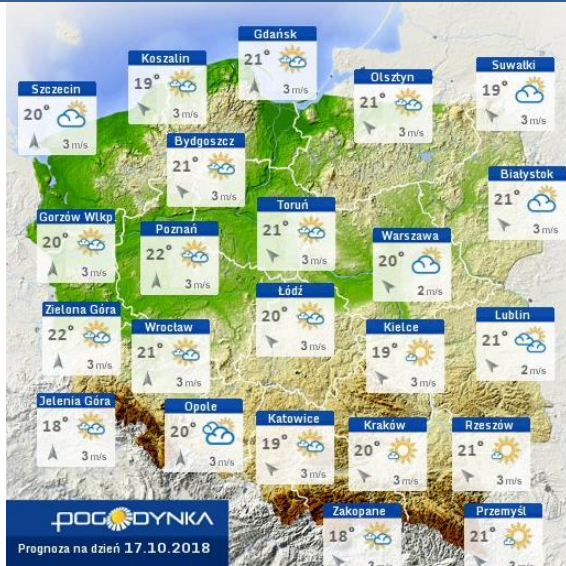 Gdańsk
21°
3 m/s
Koszalin
19°
3 m/s
Olsztyn
21°
3 m/s
Suwałki
19°
3 m/s
Szczecin
20°
3 m/s
Bydgoszcz
21°
3 m/s
Białystok
21°
3 m/s
Toruń
21°
3 m/s
Gorzów Wlkp
20°
3 m/s
Poznań
22°
3 m/s
Warszawa
20°
2 m/s
Łódź
20°
3 m/s
Zielona Góra
22°
3 m/s
Wrocław
21°
3 m/s
Kielce
19°
3 m/s
Lublin
21°
2 m/s
Jelenia Góra
18°
3 m/s
Opole
20°
3 m/s
Katowice
19°
3 m/s
Kraków
20°
3 m/s
Rzeszów
21°
3 m/s
Zakopane
18°
Przemyśl
21°
POGODYNKA
Prognoza na dzień 17.10.2018